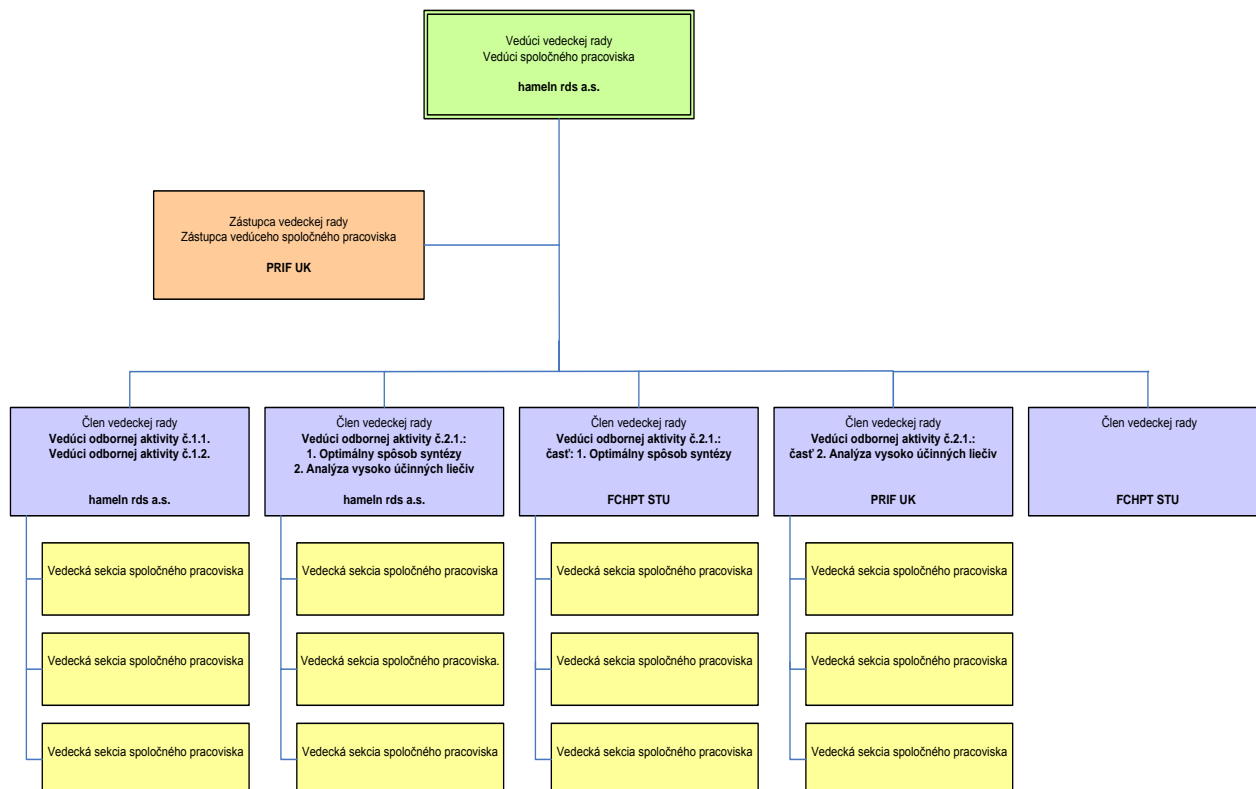 Vedúci vedeckej rady
Vedúci spoločného pracoviska
hameln rds a.s.
Zástupca vedeckej rady
Zástupca vedúceho spoločného pracoviska
PRIF UK
Člen vedeckej rady
Vedúci odbornej aktivity č.1.1.
Vedúci odbornej aktivity č.1.2.
hameln rds a.s.
Člen vedeckej rady
Vedúci odbornej aktivity č.2.1.:
1. Optimálny spôsob syntézy
2. Analýza vysoko účinných liečiv
hameln rds a.s.
Člen vedeckej rady
Vedúci odbornej aktivity č.2.1.:
časť: 1. Optimálny spôsob syntézy
FCHPT STU
Člen vedeckej rady
Vedúci odbornej aktivity č.2.1.:
časť 2. Analýza vysoko účinných liečiv
PRIF UK
Člen vedeckej rady
FCHPT STU
Vedecká sekcia spoločného pracoviska
Vedecká sekcia spoločného pracoviska
Vedecká sekcia spoločného pracoviska
Vedecká sekcia spoločného pracoviska
Vedecká sekcia spoločného pracoviska
Vedecká sekcia spoločného pracoviska.
Vedecká sekcia spoločného pracoviska
Vedecká sekcia spoločného pracoviska
Vedecká sekcia spoločného pracoviska
Vedecká sekcia spoločného pracoviska
Vedecká sekcia spoločného pracoviska
Vedecká sekcia spoločného pracoviska